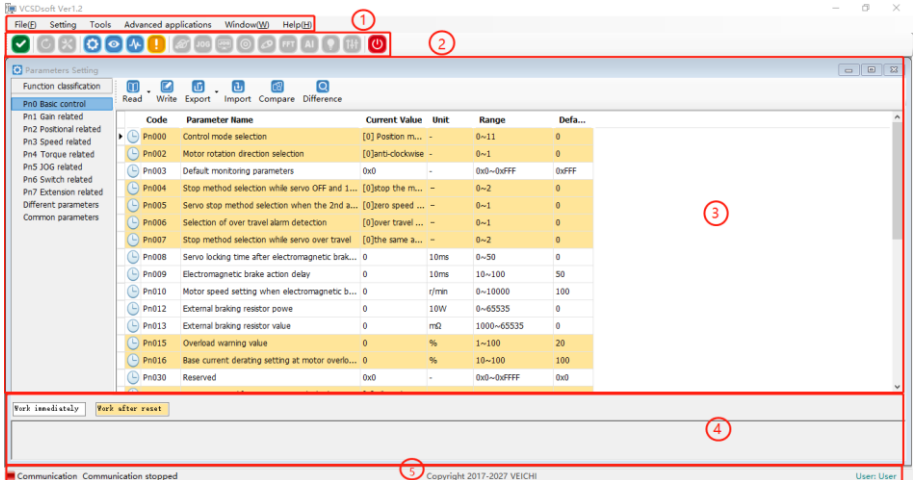 VCSDsoft Ver1.2
File(F) Setting Tools Advanced applications Window(W) Help(H)
1
2
JOG FFT AI
Parameters Setting
Function classification
Pn0 Basic control
Pn1 Gain related
Pn2 Positional related
Pn3 Speed related
Pn4 Torque related
Pn5 JOG related
Pn6 Switch related
Pn7 Extension related
Different parameters
Common parameters
Read Write Export Import Compare Difference
Code Parameter Name Current Value Unit Range Defa...
Pn000 Control mode selection [0] Position m... - 0~11 0
Pn002 Motor rotation direction selection [0]anti-clockwise - 0~1 0
Pn003 Default monitoring parameters 0x0 - 0x0~0xFFF 0xFFF
Pn004 Stop method selection while servo OFF and 1... [0]stop the m... - 0~2 0
Pn005 Servo stop method selection when the 2nd a... [0]zero speed ... - 0~1 0
Pn006 Selection of over travel alarm detection [0]over travel ... - 0~1 0
Pn007 Stop method selection while servo over travel [0]the same a... - 0~2 0
Pn008 Servo locking time after electromagnetic brak... 0 10ms 0~50 0
Pn009 Electromagnetic brake action delay 0 10ms 10~100 50
Pn010 Motor speed setting when electromagnetic b... 0 r/min 0~10000 100
Pn012 External braking resistor powe 0 10W 0~65535 0
Pn013 External braking resistor value 0 mΩ 1000~65535 0
Pn015 Overload warning value 0 % 1~100 20
Pn016 Base current derating setting at motor overlo... 0 % 10~100 100
Pn030 Reserved 0x0 - 0x0~0xFFFF 0x0
3
Work immediately Work after reset
4
5
Communication Communication stopped Copyright 2017-2027 VEICHI User: User